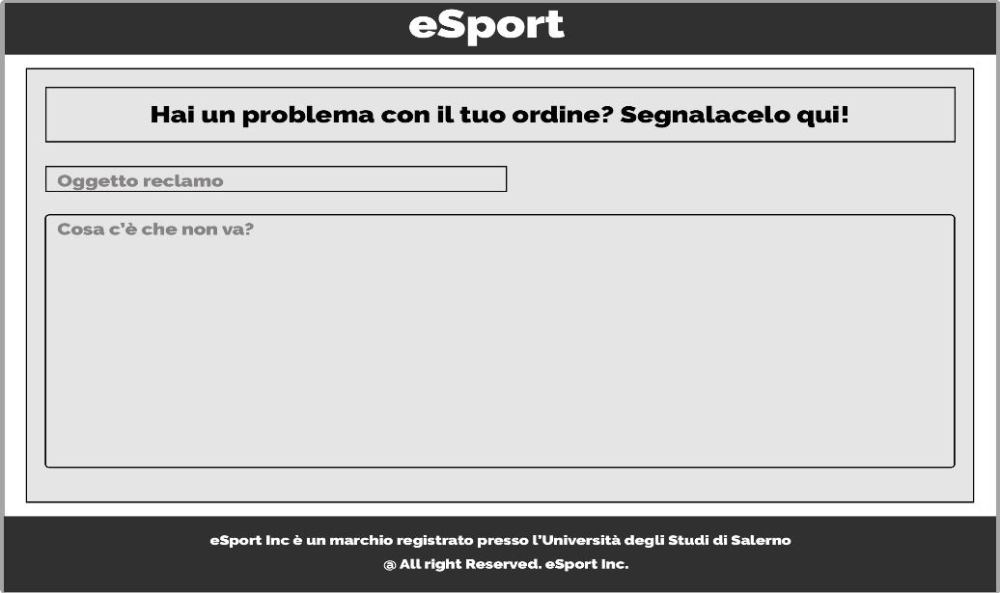 eSport
Hai un problema con il tuo ordine? Segnalacelo qui!
Oggetto reclamo
Cosa c'è che non va?
eSport Inc è un marchio registrato presso l'Università degli Studi di Salerno
@ All right Reserved. eSport Inc.